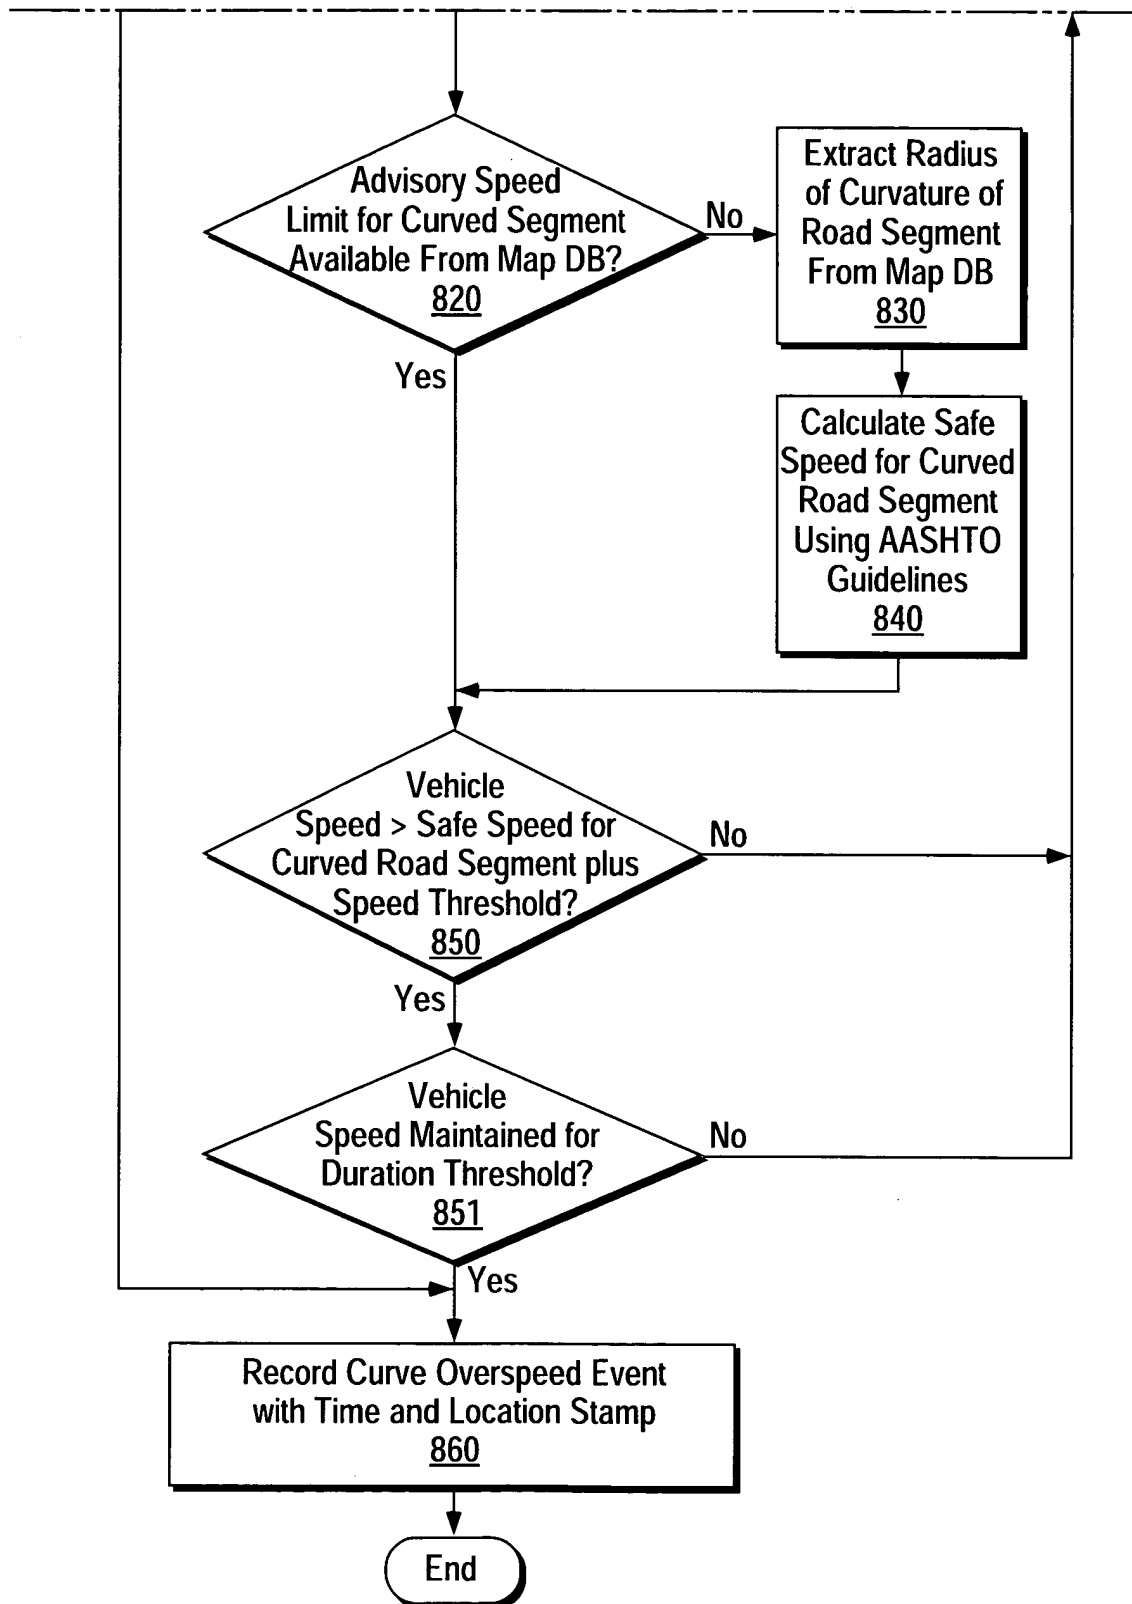 Advisory Speed
Limit for Curved Segment
Available From Map DB?
820
No
Extract Radius
of Curvature of
Road Segment
From Map DB
830
Yes
Calculate Safe
Speed for Curved
Road Segment
Using AASHTO
Guidelines
840
Vehicle
Speed > Safe Speed for
Curved Road Segment plus
Speed Threshold?
850
No
Yes
Vehicle
Speed Maintained for
Duration Threshold?
851
No
Yes
Record Curve Overspeed Event
with Time and Location Stamp
860
End